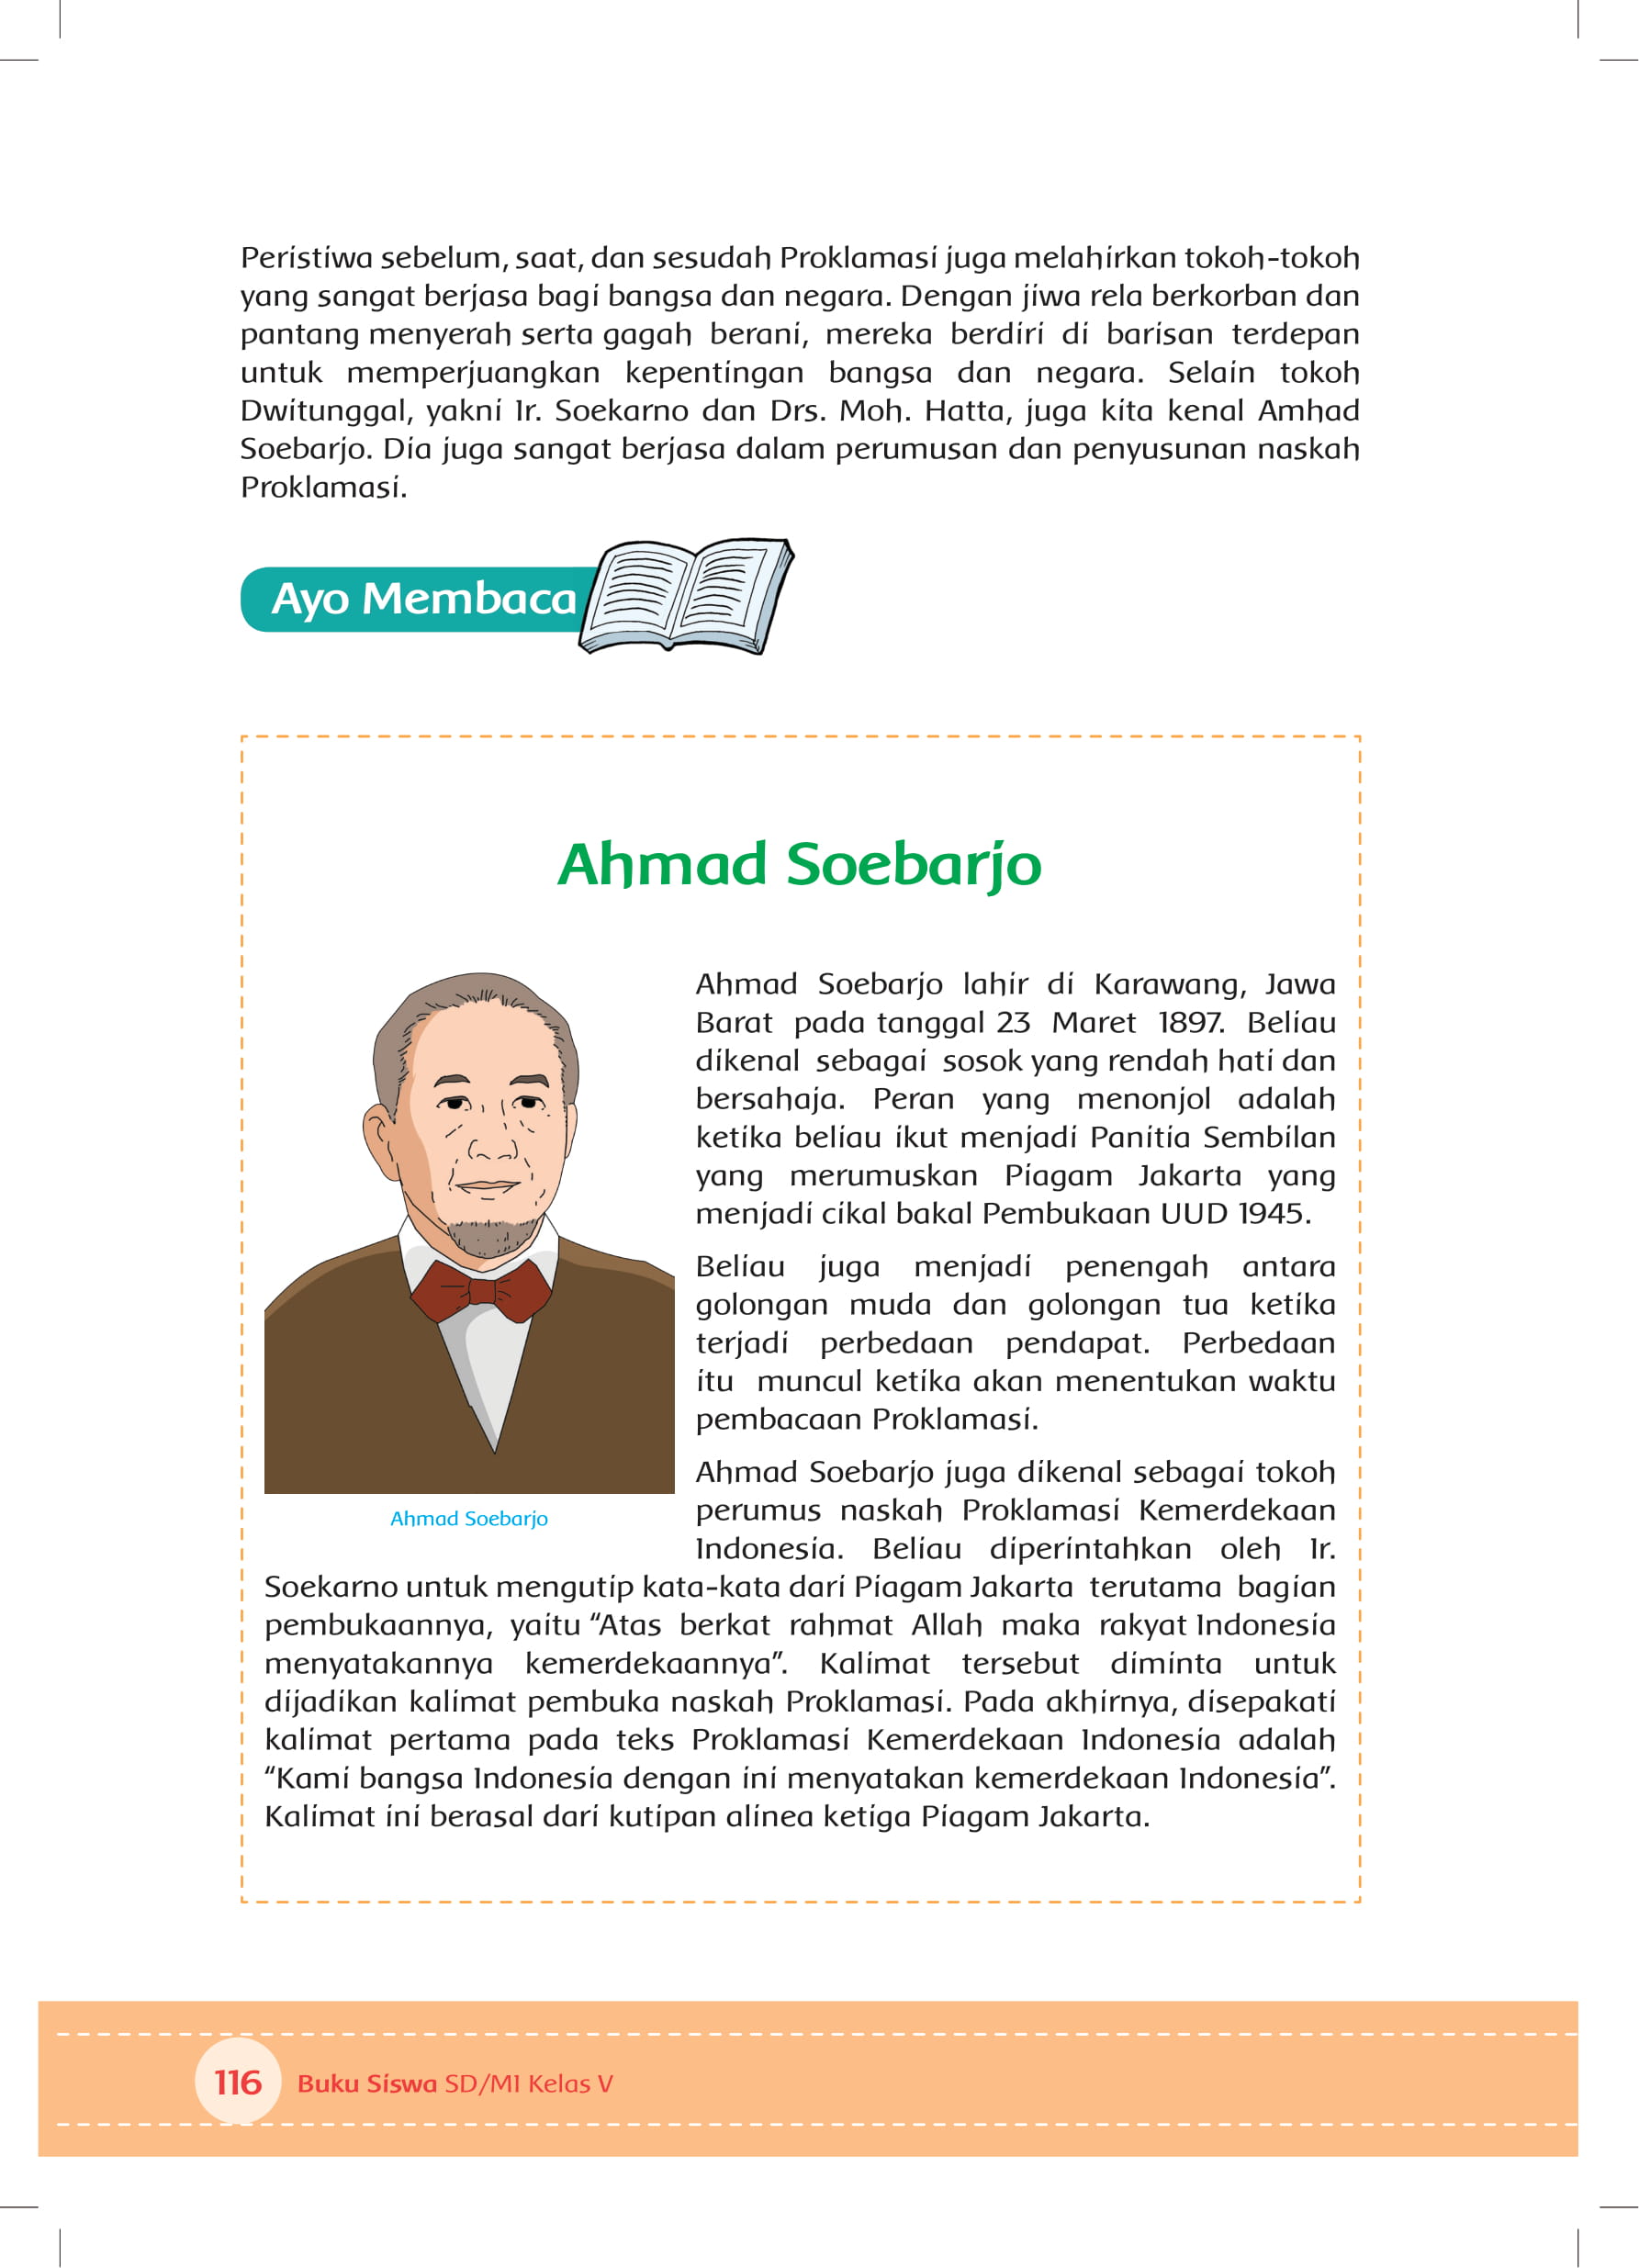 Peristiwa sebelum, saat, dan sesudah Proklamasi juga melahirkan tokoh-tokoh
yang sangat berjasa bagi bangsa dan negara. Dengan jiwa rela berkorban dan
pantang menyerah serta gagah berani, mereka berdiri di barisan terdepan
untuk memperjuangkan kepentingan bangsa dan negara. Selain tokoh
Dwitunggal, yakni Ir. Soekarno dan Drs. Moh. Hatta, juga kita kenal Amhad
Soebarjo. Dia juga sangat berjasa dalam perumusan dan penyusunan naskah
Proklamasi.
Ayo Membaca
Ahmad Soebarjo
Ahmad Soebarjo lahir di Karawang, Jawa
Barat pada tanggal 23 Maret 1897. Beliau
dikenal sebagai sosok yang rendah hati dan
bersahaja. Peran yang menonjol adalah
ketika beliau ikut menjadi Panitia Sembilan
yang merumuskan Piagam Jakarta yang
menjadi cikal bakal Pembukaan UUD 1945.
Beliau juga menjadi penengah antara
golongan muda dan golongan tua ketika
terjadi perbedaan pendapat. Perbedaan
itu muncul ketika akan menentukan waktu
pembacaan Proklamasi.
Ahmad Soebarjo juga dikenal sebagai tokoh
perumus naskah Proklamasi Kemerdekaan
Indonesia. Beliau diperintahkan oleh Ir.
Soekarno untuk mengutip kata-kata dari Piagam Jakarta terutama bagian
pembukaannya, yaitu “Atas berkat rahmat Allah maka rakyat Indonesia
menyatakannya kemerdekaannya”. Kalimat tersebut diminta untuk
dijadikan kalimat pembuka naskah Proklamasi. Pada akhirnya, disepakati
kalimat pertama pada teks Proklamasi Kemerdekaan Indonesia adalah
“Kami bangsa Indonesia dengan ini menyatakan kemerdekaan Indonesia”.
Kalimat ini berasal dari kutipan alinea ketiga Piagam Jakarta.
Ahmad Soebarjo
116 Buku Siswa SD/MI Kelas V